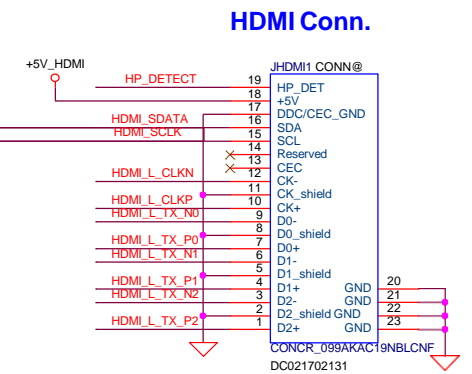 HDMI Conn.
JHDMI1 CONN@
+5V_HDMI
HP_DETECT 19 HP_DET
18 +5V
17 DDC/CEC_GND
HDMI_SDATA 16 SDA
HDMI_SCLK 15 SCL
14 Reserved
13 CEC
HDMI_L_CLKN 12 CK-
11 CK_shield
HDMI_L_CLKP 10 CK+
HDMI_L_TX_N0 9 D0-
8 D0_shield
HDMI_L_TX_P0 7 D0+
HDMI_L_TX_N1 6 D1-
5 D1_shield
HDMI_L_TX_P1 4 D1+ GND 20
HDMI_L_TX_N2 3 D2- GND 21
2 D2_shield GND 22
HDMI_L_TX_P2 1 D2+ GND 23
CONCR_099AKAC19NBLCNF
DC021702131